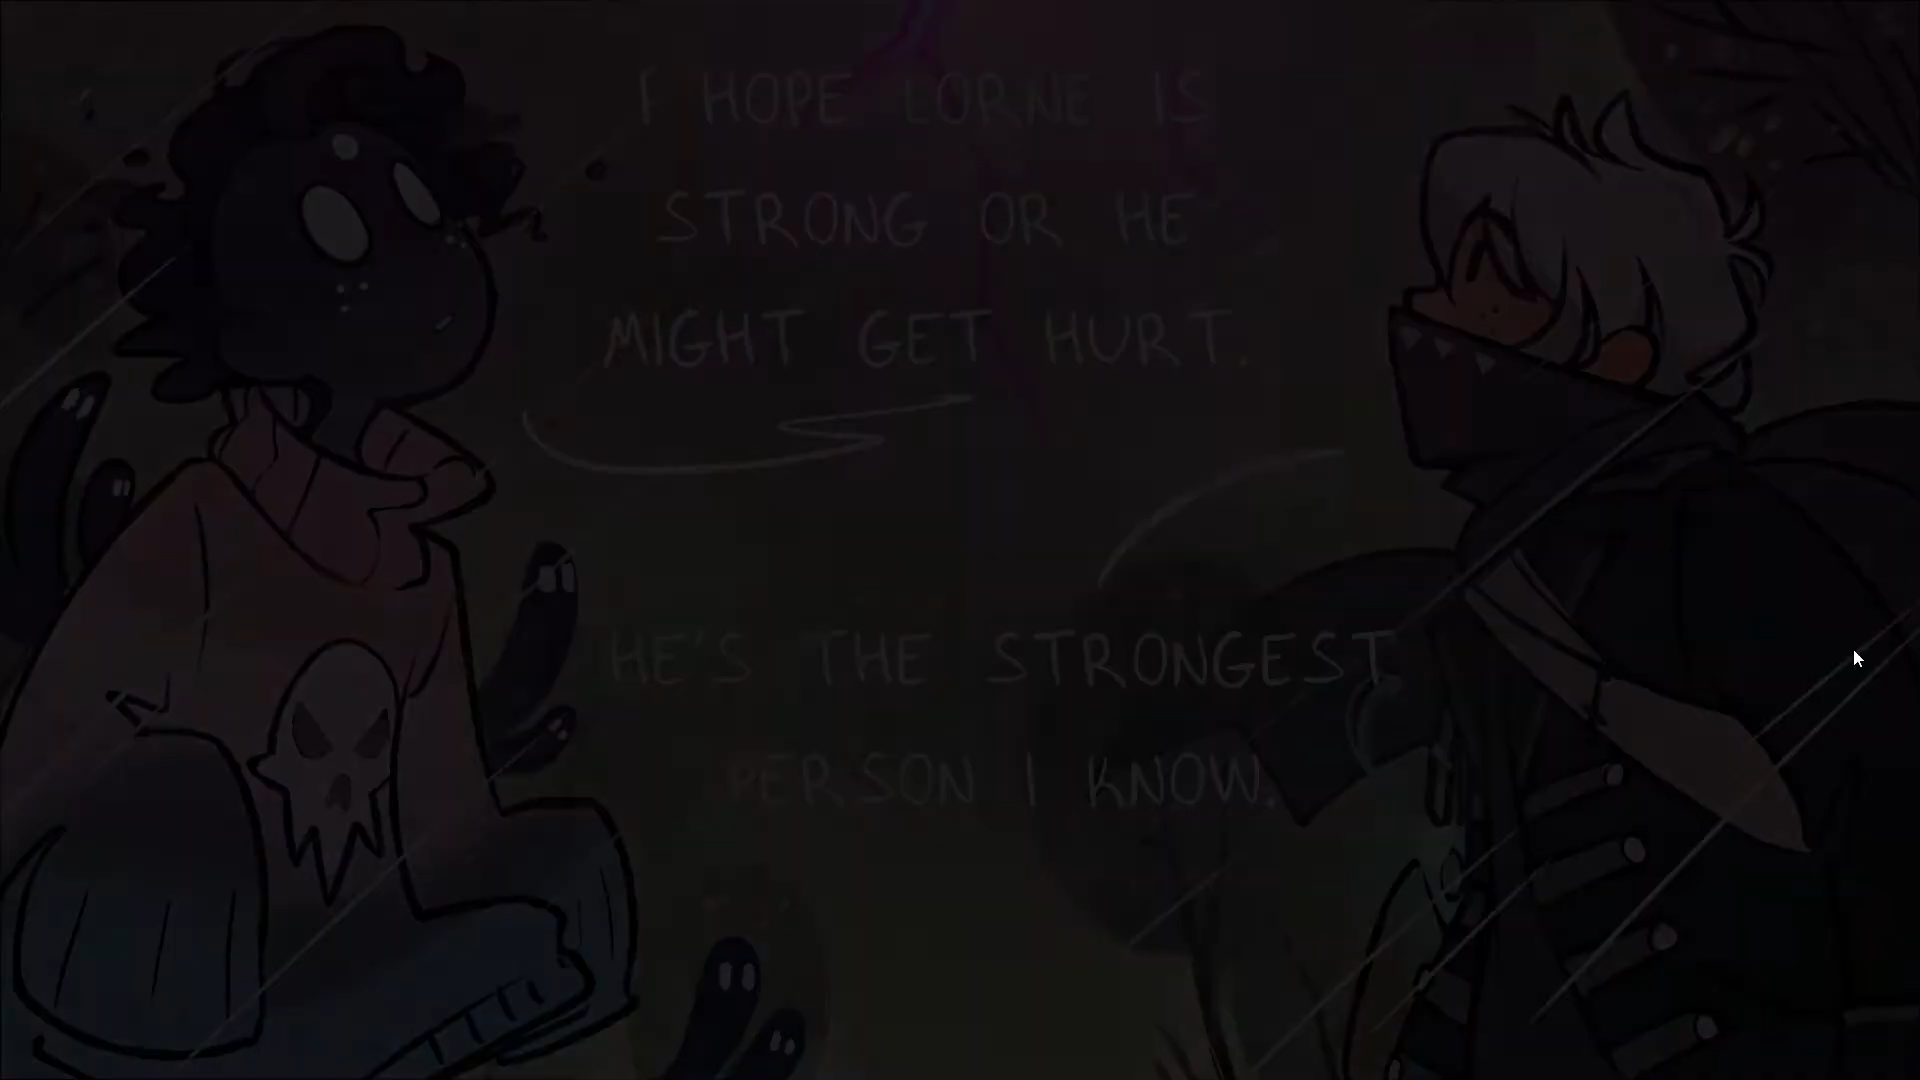 I HOPE LORNE IS
STRONG OR HE
MIGHT GET HURT.
HE'S THE STRONGEST
PERSON I KNOW.